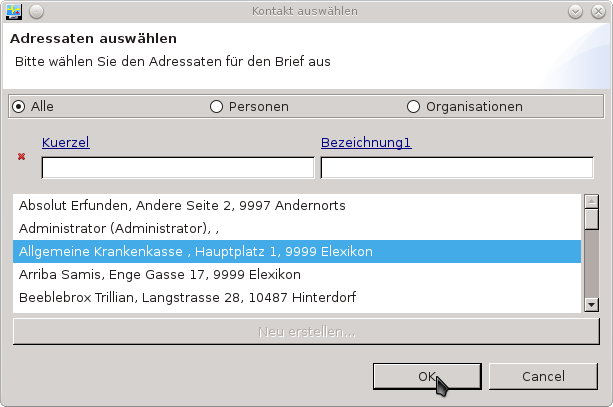 Kontakt auswählen
Adressaten auswählen
Bitte wählen Sie den Adressaten für den Brief aus
Alle Personen Organisationen
Kuerzel Bezeichnung1
Absolut Erfunden, Andere Seite 2, 9997 Andernorts
Administrator (Administrator), ,
Allgemeine Krankenkasse , Hauptplatz 1, 9999 Elexikon
Arriba Samis, Enge Gasse 17, 9999 Elexikon
Beeblebrox Trillian, Langstrasse 28, 10487 Hinterdorf
Neu erstellen...
OK Cancel